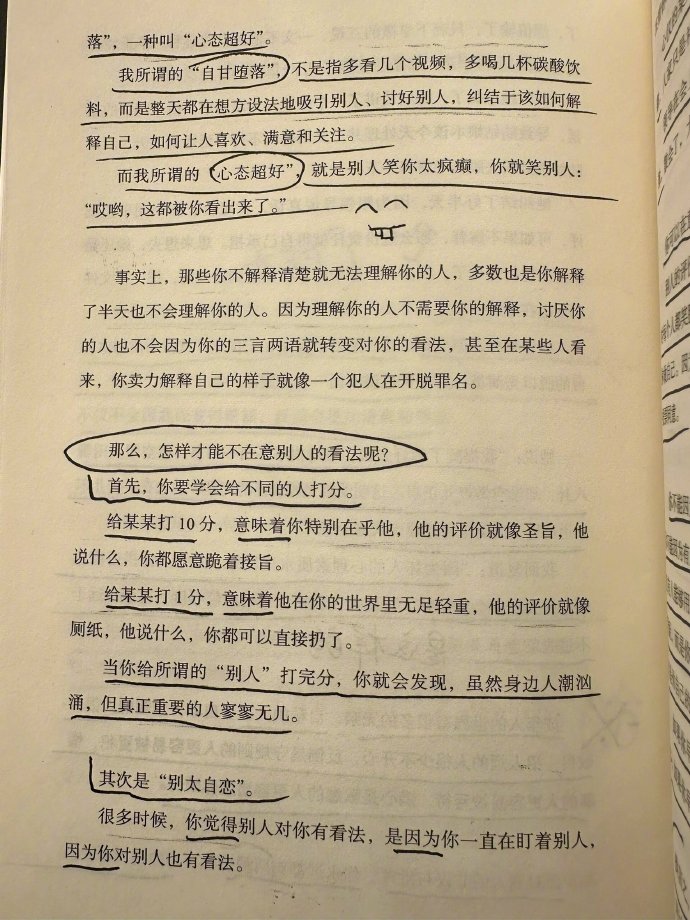 落”，一种叫“心态超好”。
我所谓的“自甘堕落”，不是指多看几个视频，多喝几杯碳酸饮
料，而是整天都在想方设法地吸引别人，讨好别人，纠结于该如何解
释自己，如何让人喜欢、满意和关注。
而我所谓的“心态超好”，就是别人笑你太疯癫，你就笑别人：
“哎哟，这都被你看出来了。”
事实上，那些你不解释清楚就无法理解你的人，多数也是你解释
了半天也不会理解你的人。因为理解你的人不需要你的解释，讨厌你
的人也不会因为你的三言两语就转变对你的看法，甚至在某些人看
来，你卖力解释自己的样子就像一个犯人在开脱罪名。
那么，怎样才能不在意别人的看法呢？
首先，你要学会给不同的人打分。
给某某打 10 分，意味着你特别在乎他，他的评价就像圣旨，他
说什么，你都愿意跪着接旨。
给某某打 1 分，意味着他在你的世界里无足轻重，他的评价就像
厕纸，他说什么，你都可以直接扔了。
当你给所谓的“别人”打完分，你就会发现，虽然身边人潮汹
涌，但真正重要的人寥寥无几。
其次是“别太自恋”。
很多时候，你觉得别人对你有看法，是因为你一直在盯着别人，
因为你对别人也有看法。